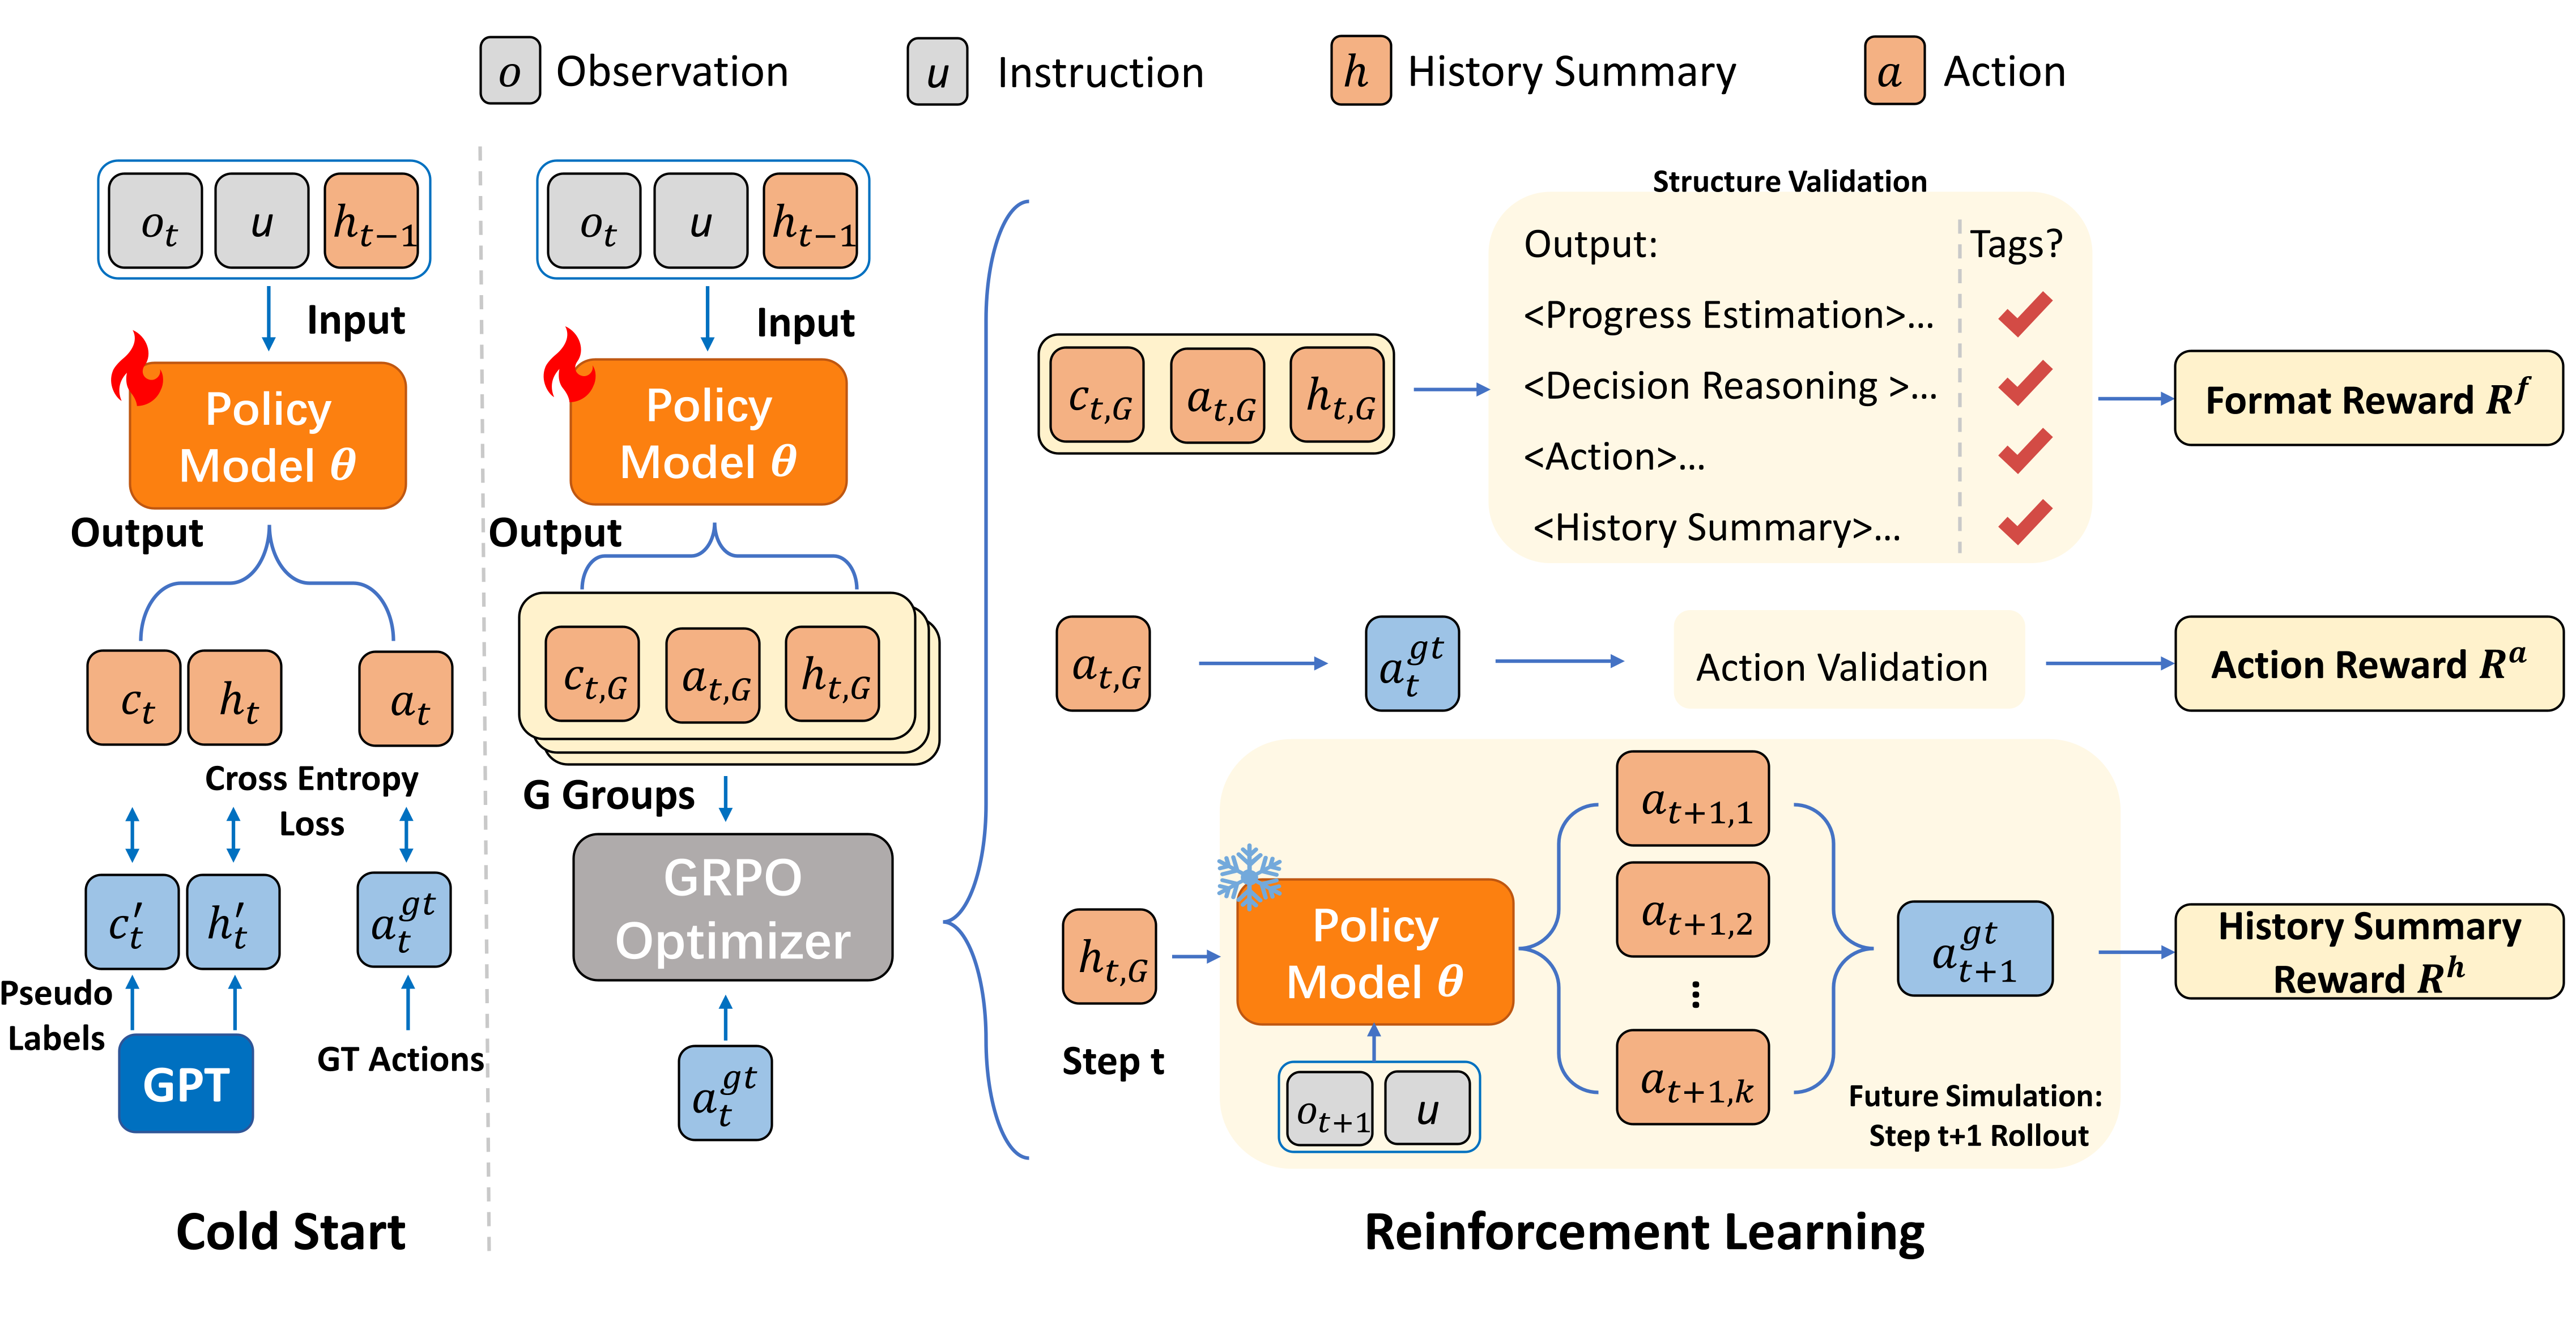 o Observation
u Instruction
h History Summary
a Action
o_t u h_{t-1}
Input
Policy
Model θ
Output
c_t h_t a_t
Cross Entropy
Loss
c'_t h'_t a_t^{gt}
Pseudo
Labels
GPT
GT Actions
Cold Start
o_t u h_{t-1}
Input
Policy
Model θ
Output
c_{t,G} a_{t,G} h_{t,G}
G Groups
GRPO
Optimizer
a_t^{gt}
Structure Validation
c_{t,G} a_{t,G} h_{t,G}
Output: Tags?
<Progress Estimation>...
<Decision Reasoning >...
<Action>...
<History Summary>...
Format Reward R^f
a_{t,G} a_t^{gt} Action Validation Action Reward R^a
h_{t,G}
Step t
Policy
Model θ
o_{t+1} u
a_{t+1,1}
a_{t+1,2}
⋮
a_{t+1,k}
a_{t+1}^{gt}
Future Simulation:
Step t+1 Rollout
History Summary
Reward R^h
Reinforcement Learning